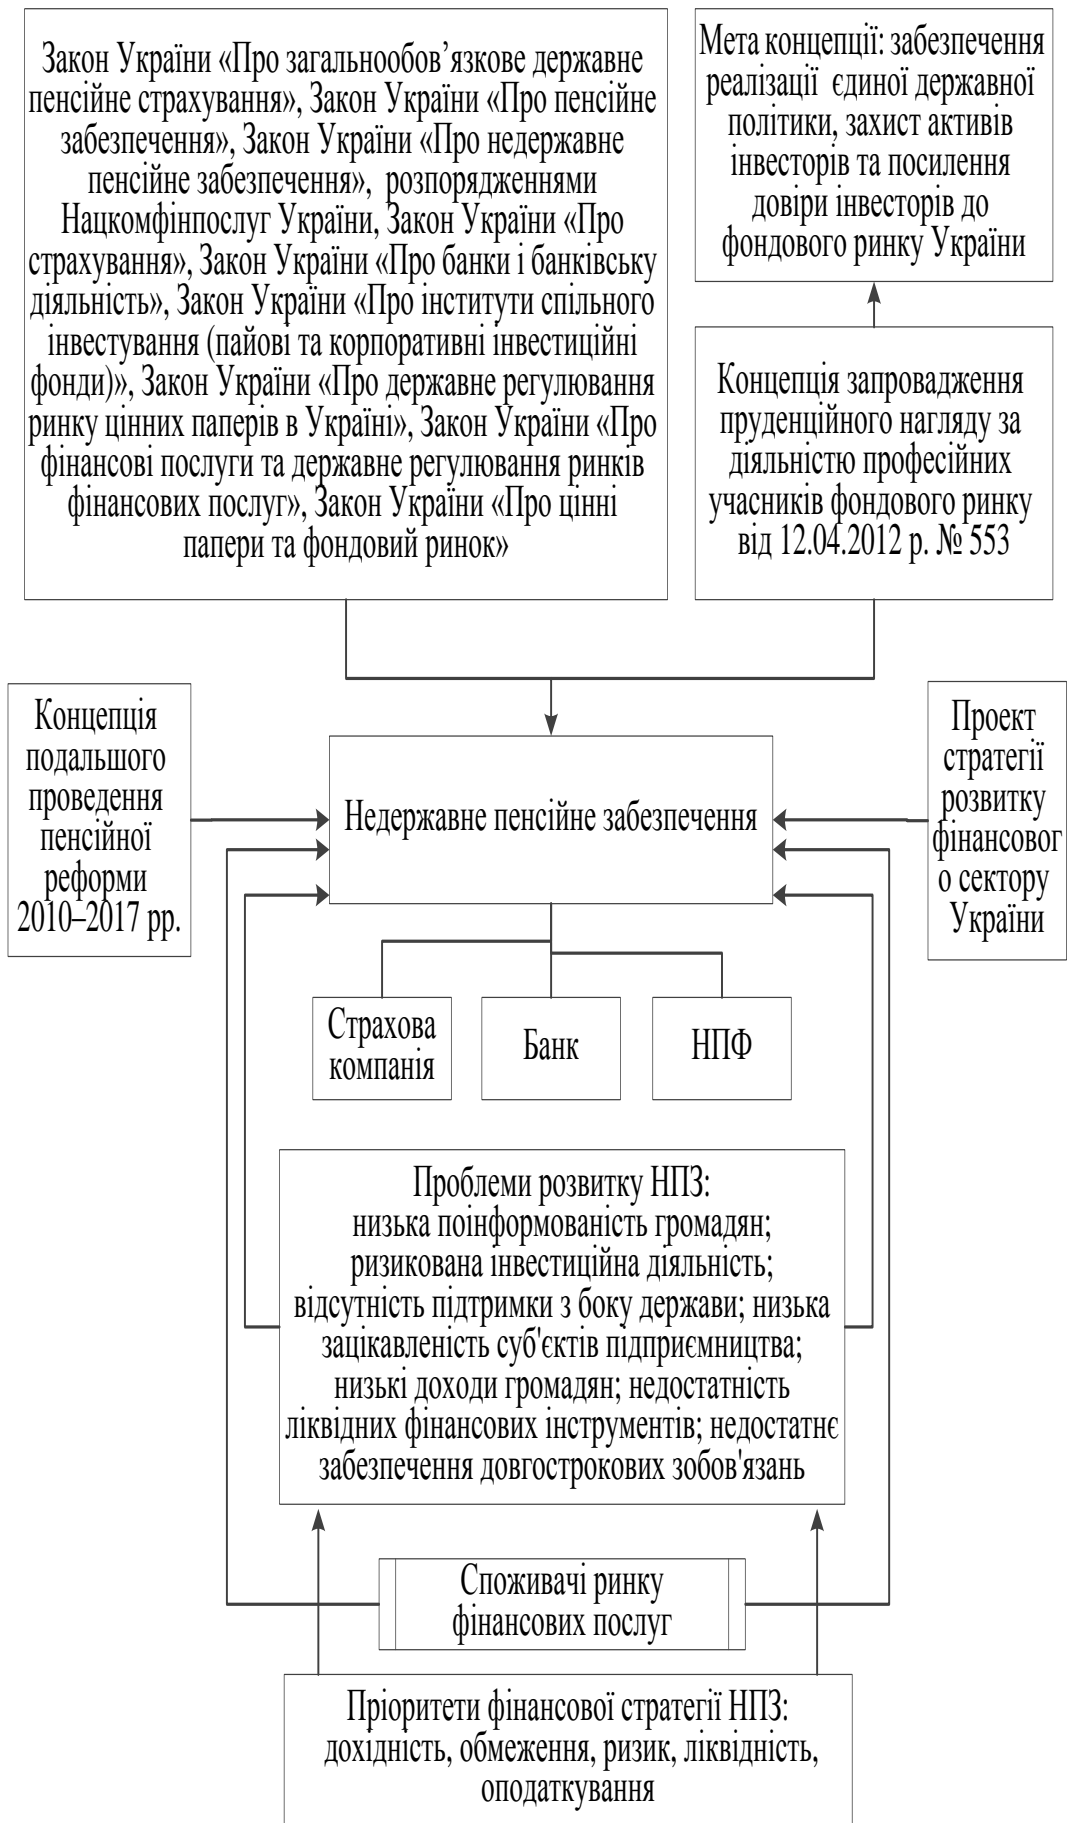 Закон України «Про загальнообов’язкове державне
пенсійне страхування», Закон України «Про пенсійне
забезпечення», Закон України «Про недержавне
пенсійне забезпечення», розпорядженнями
Нацкомфінпослуг України, Закон України «Про
страхування», Закон України «Про банки і банківську
діяльність», Закон України «Про інститути спільного
інвестування (пайові та корпоративні інвестиційні
фонди)», Закон України «Про державне регулювання
ринку цінних паперів в Україні», Закон України «Про
фінансові послуги та державне регулювання ринків
фінансових послуг», Закон України «Про цінні
папери та фондовий ринок»
Мета концепції: забезпечення
реалізації єдиної державної
політики, захист активів
інвесторів та посилення
довіри інвесторів до
фондового ринку України
Концепція запровадження
пруденційного нагляду за
діяльністю професійних
учасників фондового ринку
від 12.04.2012 р. № 553
Концепція
подальшого
проведення
пенсійної
реформи
2010–2017 рр.
Недержавне пенсійне забезпечення
Проект
стратегії
розвитку
фінансовог
о сектору
України
Страхова
компанія
Банк
НПФ
Проблеми розвитку НПЗ:
низька поінформованість громадян;
ризикована інвестиційна діяльність;
відсутність підтримки з боку держави; низька
зацікавленість суб'єктів підприємництва;
низькі доходи громадян; недостатність
ліквідних фінансових інструментів; недостатнє
забезпечення довгострокових зобов'язань
Споживачі ринку
фінансових послуг
Пріоритети фінансової стратегії НПЗ:
дохідність, обмеження, ризик, ліквідність,
оподаткування